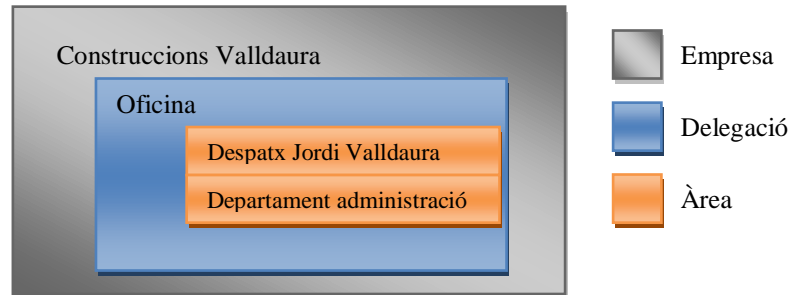 Construccions Valldaura
Oficina
Despatx Jordi Valldaura
Departament administració
Empresa
Delegació
Àrea